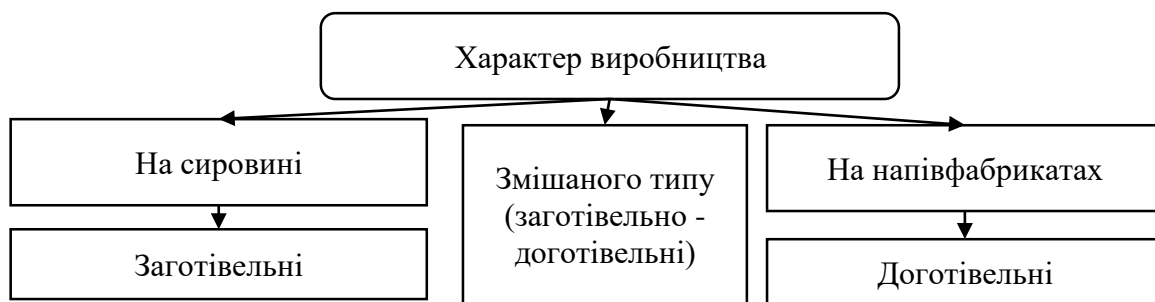 Характер виробництва
На сировині
Змішаного типу
(заготівельно -
доготівельні)
На напівфабрикатах
Заготівельні
Доготівельні